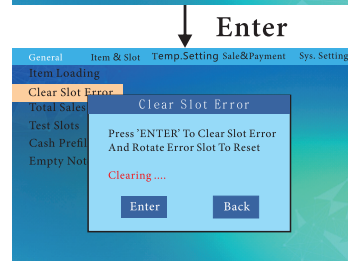 Enter
General Item & Slot Temp.Setting Sale&Payment Sys. Setting
Item Loading
Clear Slot Error
Total Sales
Test Slots
Cash Prefil
Empty Not
Clear Slot Error
Press 'ENTER' To Clear Slot Error
And Rotate Error Slot To Reset
Clearing ....
Enter Back